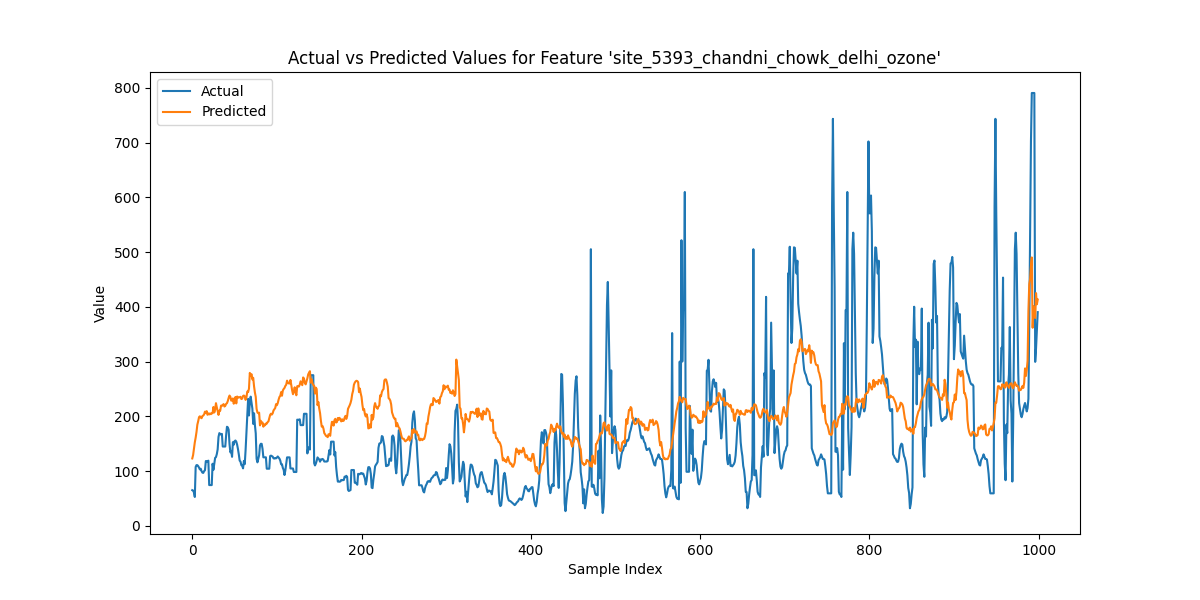 Actual vs Predicted Values for Feature 'site_5393_chandni_chowk_delhi_ozone'
Actual
Predicted
Value
800
700
600
500
400
300
200
100
0
0 200 400 600 800 1000
Sample Index